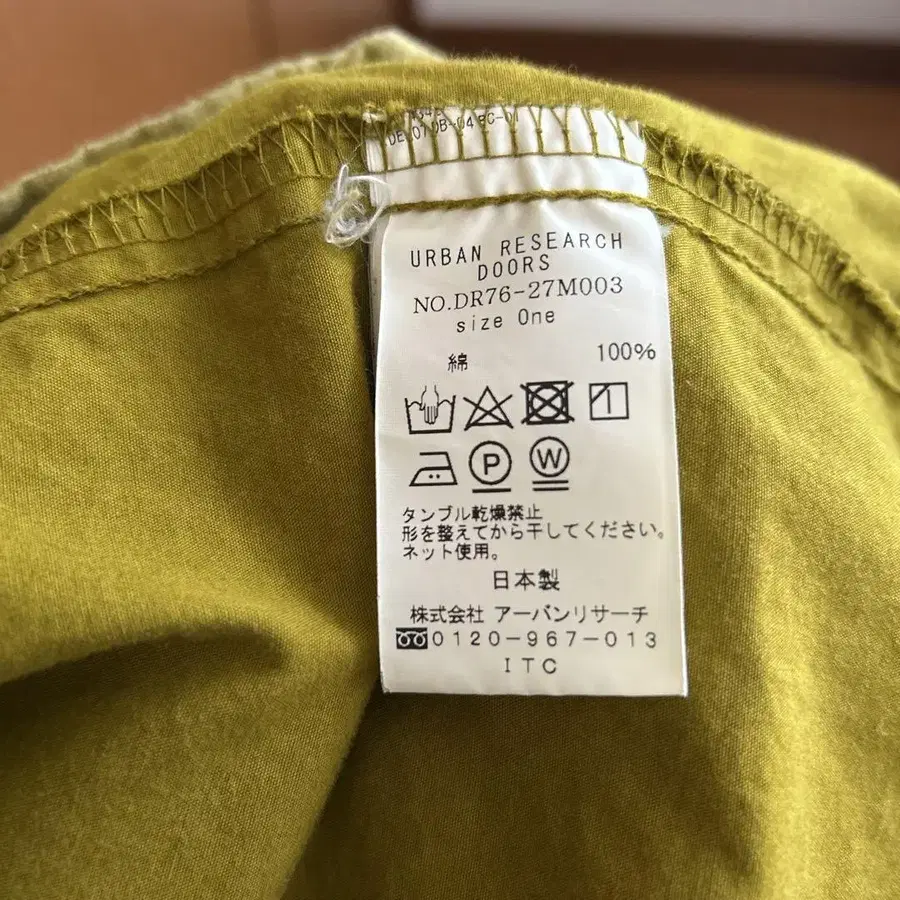 URBAN RESEARCH
DOORS
NO.DR76-27M003
size One
綿 100%
P W
タンブル乾燥禁止
形を整えてから干してください。
ネット使用。
日本製
株式会社 アーバンリサーチ
0120-967-013
ITC